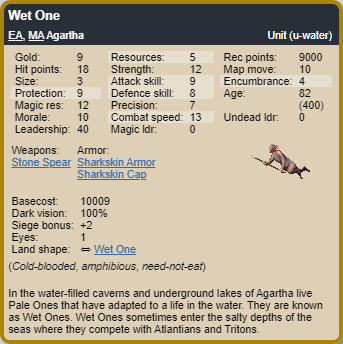 Wet One
EA, MA Agartha Unit (u-water)
Gold: 9 Resources: 5 Rec points: 9000
Hit points: 18 Strength: 12 Map move: 10
Size: 3 Attack skill: 9 Encumbrance: 4
Protection: 9 Defence skill: 8 Age: 82
Magic res: 12 Precision: 7 (400)
Morale: 10 Combat speed: 13 Undead ldr: 0
Leadership: 40 Magic ldr: 0
Weapons: Armor:
Stone Spear Sharkskin Armor
Sharkskin Cap
Basecost: 10009
Dark vision: 100%
Siege bonus: +2
Eyes: 1
Land shape: ⇔ Wet One
(Cold-blooded, amphibious, need-not-eat)
In the water-filled caverns and underground lakes of Agartha live
Pale Ones that have adapted to a life in the water. They are known
as Wet Ones. Wet Ones sometimes enter the salty depths of the
seas where they compete with Atlantians and Tritons.